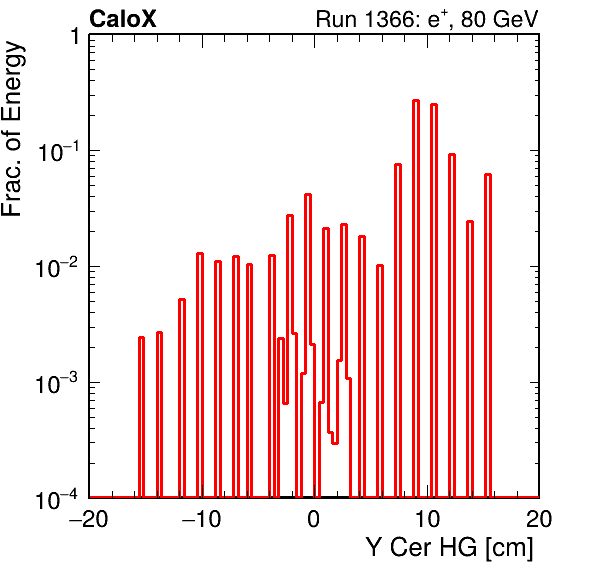 CaloX Run 1366: e⁺, 80 GeV
Frac. of Energy
1
10⁻¹
10⁻²
10⁻³
10⁻⁴
−20 −10 0 10 20
Y Cer HG [cm]